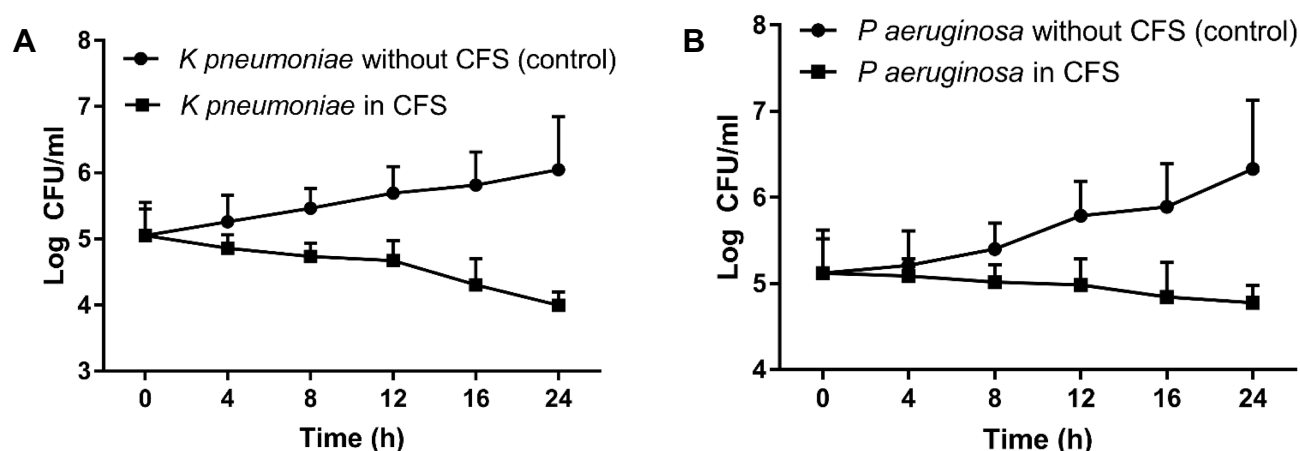 A
K pneumoniae without CFS (control)
K pneumoniae in CFS
Log CFU/ml
8
7
6
5
4
3
0 4 8 12 16 24
Time (h)
B
P aeruginosa without CFS (control)
P aeruginosa in CFS
Log CFU/ml
8
7
6
5
4
0 4 8 12 16 24
Time (h)